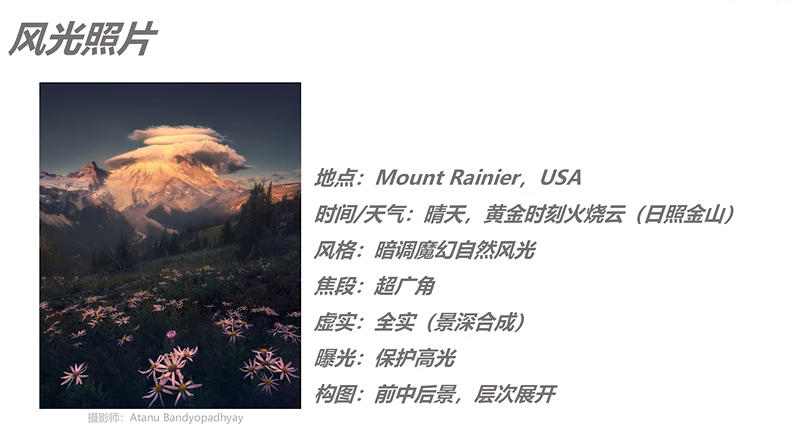 风光照片
地点：Mount Rainier，USA
时间/天气：晴天，黄金时刻火烧云（日照金山）
风格：暗调魔幻自然风光
焦段：超广角
虚实：全实（景深合成）
曝光：保护高光
构图：前中后景，层次展开
摄影师：Atanu Bandyopadhyay